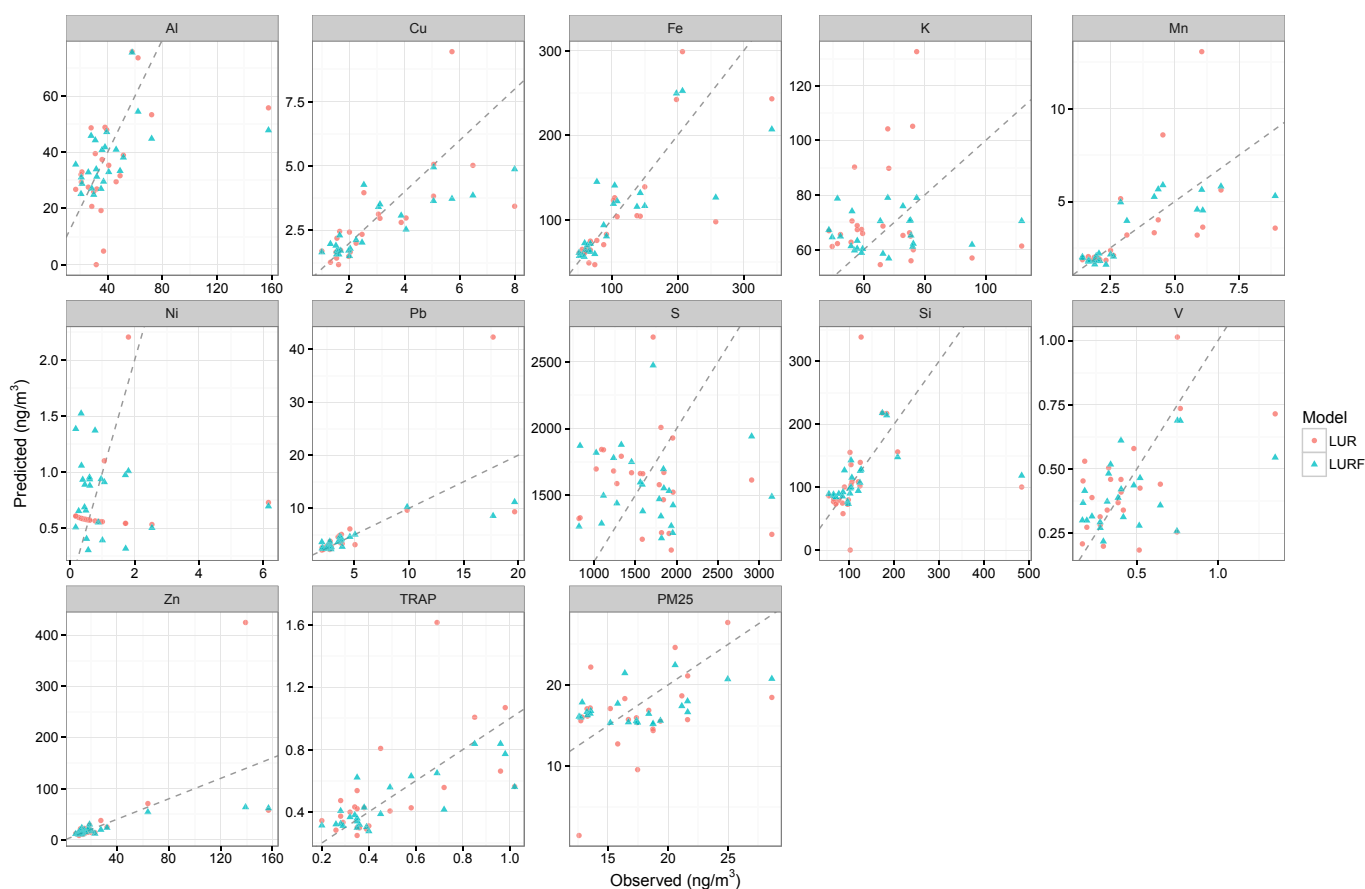 Al Cu Fe K Mn
60 40 20 0
7.5 5.0 2.5
300 200 100
120 100 80 60
10 5
40 80 120 160
2 4 6 8
100 200 300 400
60 80 100
2.5 5.0 7.5
Ni Pb S Si V
2.0 1.5 1.0 0.5
40 30 20 10 0
2500 2000 1500
300 200 100 0
1.00 0.75 0.50 0.25
0 2 4 6
0 5 10 15 20
1000 1500 2000 2500 3000
0 100 200 300 400 500
0.5 1.0
Zn TRAP PM25
400 300 200 100 0
1.6 1.2 0.8 0.4
20 10
40 80 120 160
0.2 0.4 0.6 0.8 1.0
15 20 25
Predicted (ng/m³)
Observed (ng/m³)
Model
LUR
LURF